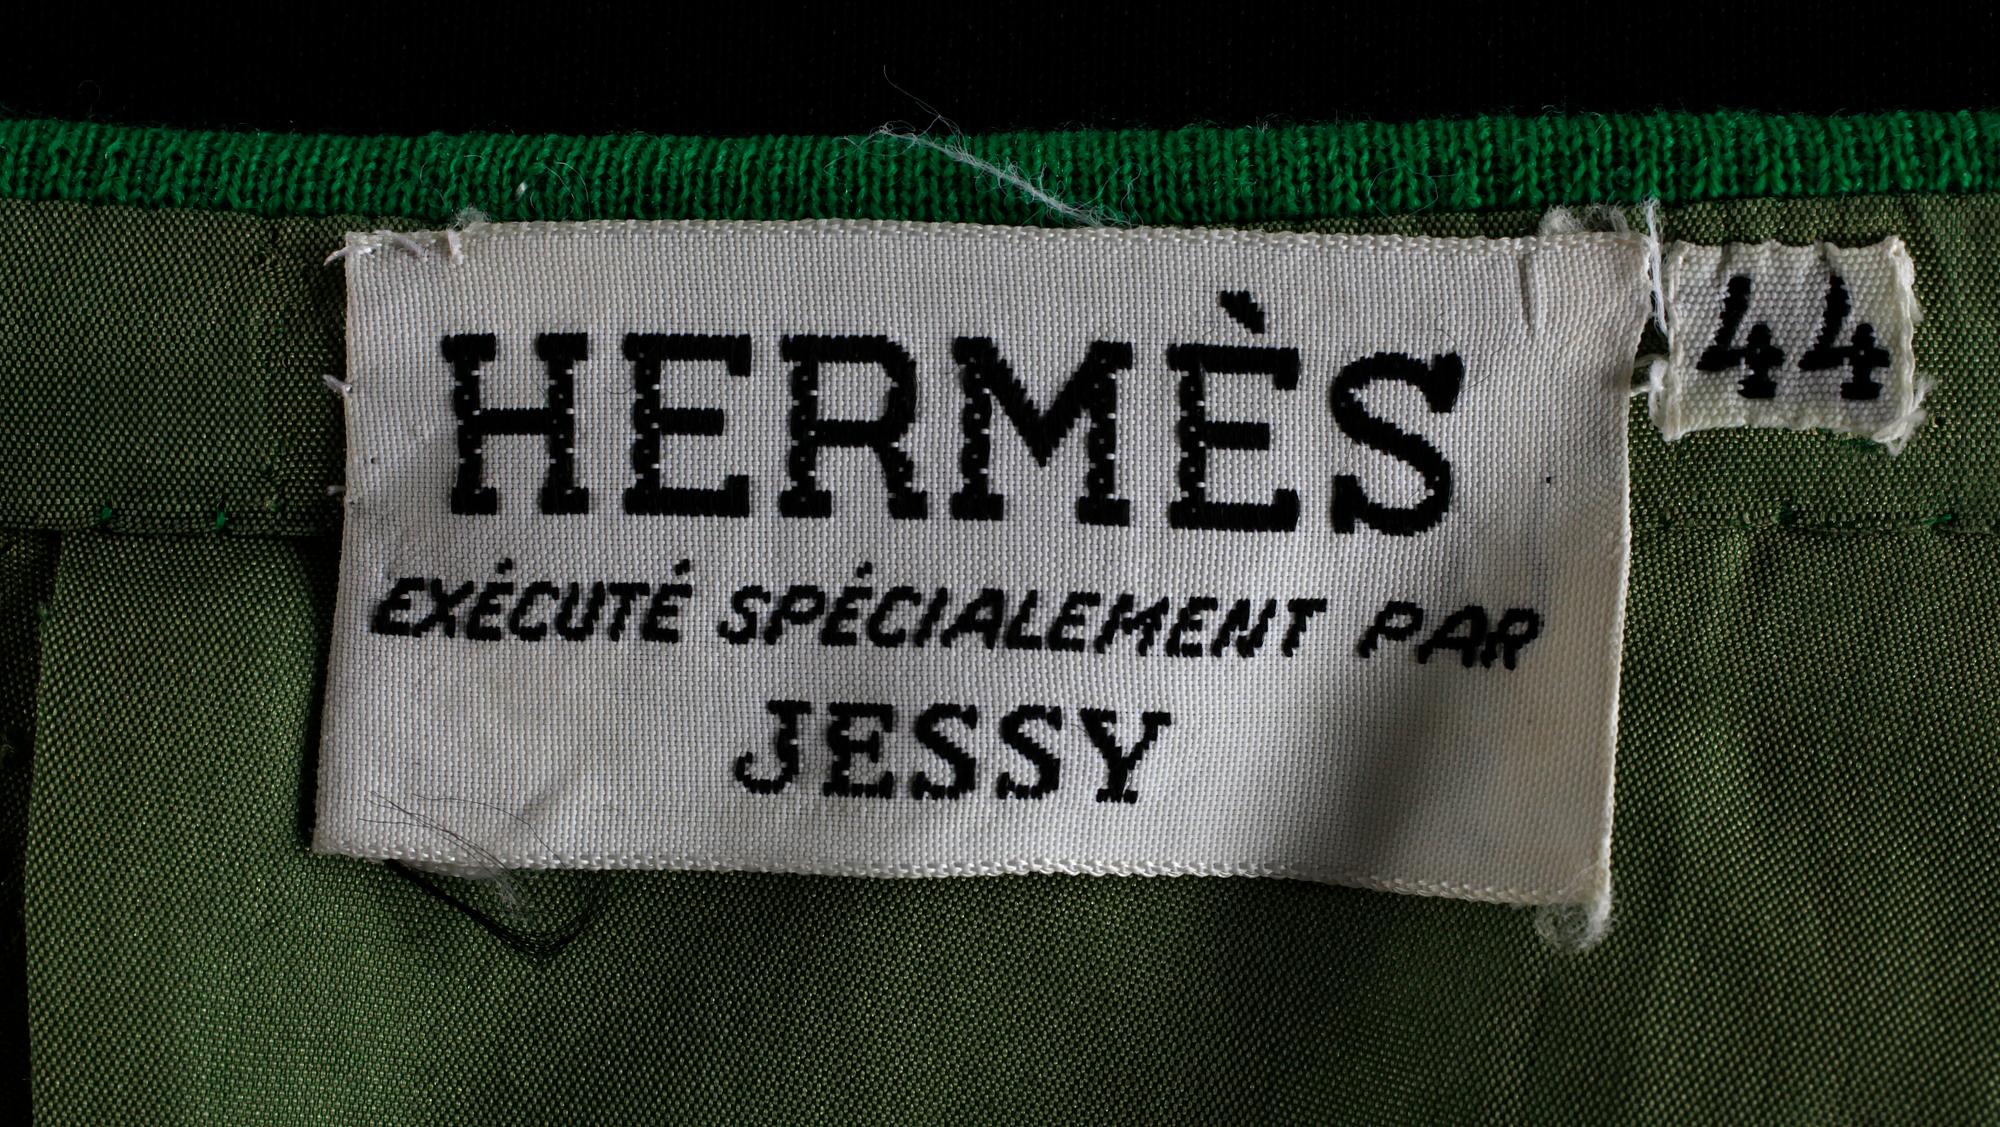 HERMÈS
44
EXÉCUTÉ SPÉCIALEMENT PAR
JESSY